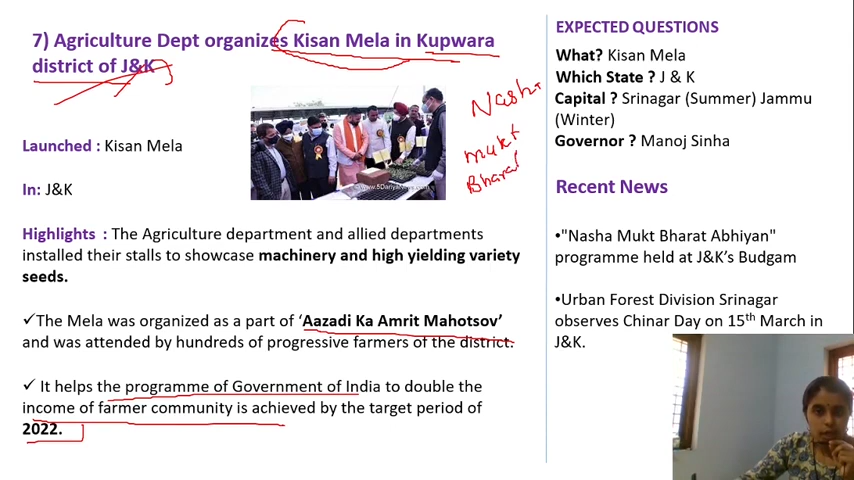 7) Agriculture Dept organizes Kisan Mela in Kupwara
district of J&K
Launched : Kisan Mela
In: J&K
Highlights : The Agriculture department and allied departments
installed their stalls to showcase machinery and high yielding variety
seeds.
✓The Mela was organized as a part of ‘Aazadi Ka Amrit Mahotsov’
and was attended by hundreds of progressive farmers of the district.
✓ It helps the programme of Government of India to double the
income of farmer community is achieved by the target period of
2022.
www.5DariyaNews.com
Nasha
mukt
Bharat
EXPECTED QUESTIONS
What? Kisan Mela
Which State ? J & K
Capital ? Srinagar (Summer) Jammu
(Winter)
Governor ? Manoj Sinha
Recent News
•"Nasha Mukt Bharat Abhiyan"
programme held at J&K’s Budgam
•Urban Forest Division Srinagar
observes Chinar Day on 15th March in
J&K.